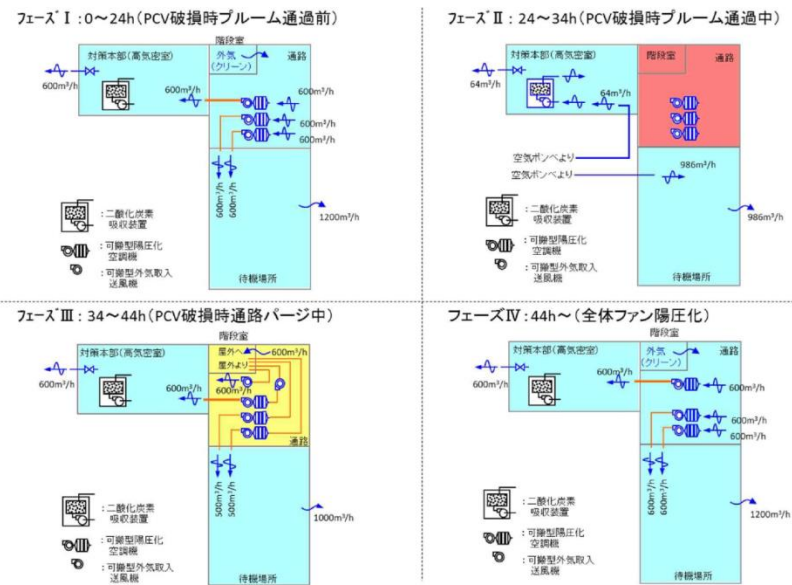 フェーズⅠ:0～24h(PCV破損時プルーム通過前)
階段室
対策本部(高気密室)
外気
(クリーン)
通路
600m³/h
600m³/h
600m³/h
600m³/h
600m³/h
600m³/h
600m³/h
1200m³/h
:二酸化炭素
吸収装置
:可搬型陽圧化
空調機
:可搬型外気取入
送風機
待機場所
フェーズⅡ:24～34h(PCV破損時プルーム通過中)
対策本部(高気密室)
階段室
通路
64m³/h
64m³/h
空気ボンベより
空気ボンベより
986m³/h
986m³/h
:二酸化炭素
吸収装置
:可搬型陽圧化
空調機
:可搬型外気取入
送風機
待機場所
フェーズⅢ:34～44h(PCV破損時通路パージ中)
階段室
対策本部(高気密室)
屋外へ
600m³/h
屋外より
600m³/h
600m³/h
600m³/h
通路
500m³/h
500m³/h
1000m³/h
:二酸化炭素
吸収装置
:可搬型陽圧化
空調機
:可搬型外気取入
送風機
待機場所
フェーズⅣ:44h～(全体ファン陽圧化)
階段室
対策本部(高気密室)
外気
(クリーン)
通路
600m³/h
600m³/h
600m³/h
600m³/h
600m³/h
600m³/h
600m³/h
1200m³/h
:二酸化炭素
吸収装置
:可搬型陽圧化
空調機
:可搬型外気取入
送風機
待機場所